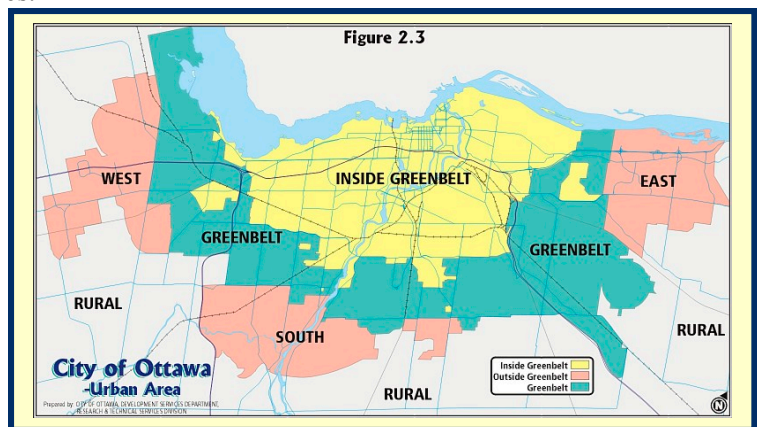 Figure 2.3
WEST
INSIDE GREENBELT
EAST
GREENBELT
GREENBELT
RURAL
SOUTH
RURAL
RURAL
City of Ottawa
-Urban Area
Prepared by: CITY OF OTTAWA, DEVELOPMENT SERVICES DEPARTMENT,
RESEARCH & TECHNICAL SERVICES DIVISION
Inside Greenbelt
Outside Greenbelt
Greenbelt
N